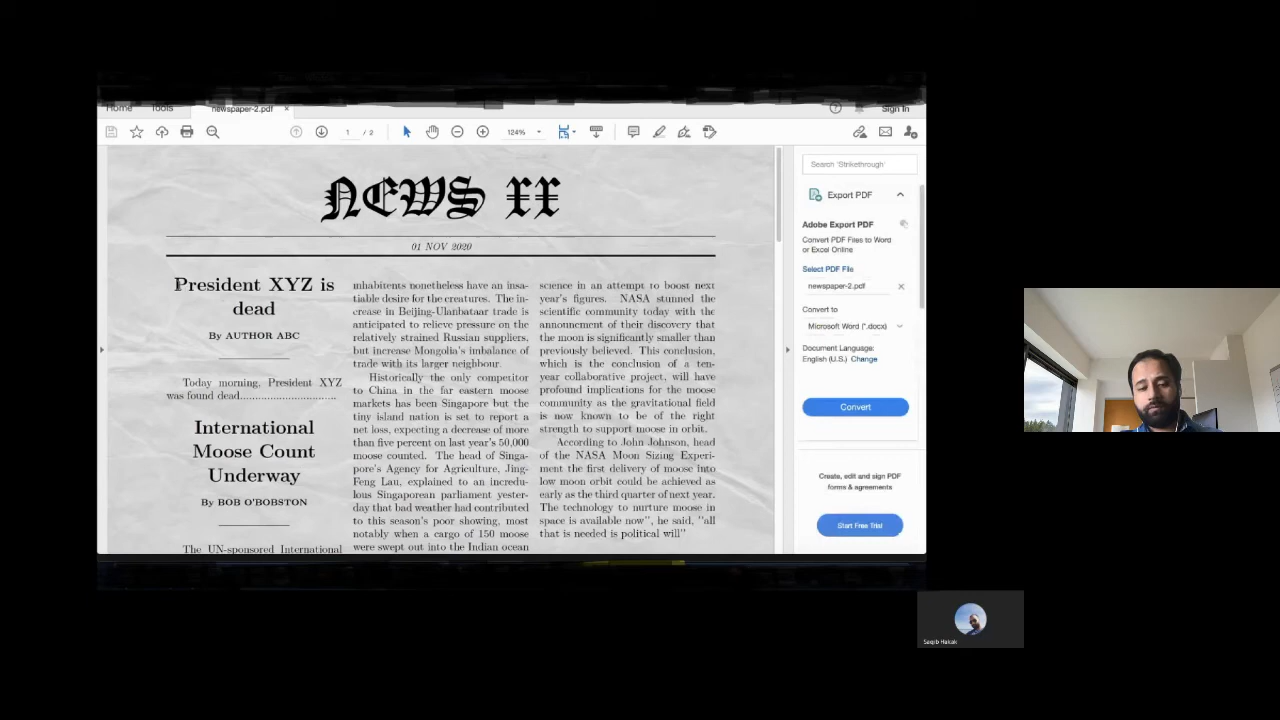 Home Tools newspaper-2.pdf × Sign In
1 / 2 124%
NEWS XX
01 NOV 2020
President XYZ is
dead
By AUTHOR ABC
Today morning, President XYZ
was found dead..............................
International
Moose Count
Underway
By BOB O'BOBSTON
The UN-sponsored International
inhabitents nonetheless have an insa-
tiable desire for the creatures. The in-
crease in Beijing-Ulanbataar trade is
anticipated to relieve pressure on the
relatively strained Russian suppliers,
but increase Mongolia's imbalance of
trade with its larger neighbour.
Historically the only competitor
to China in the far eastern moose
markets has been Singapore but the
tiny island nation is set to report a
net loss, expecting a decrease of more
than five percent on last year's 50,000
moose counted. The head of Singa-
pore's Agency for Agriculture, Jing-
Feng Lau, explained to an incredu-
lous Singaporean parliament yester-
day that bad weather had contributed
to this season's poor showing, most
notably when a cargo of 150 moose
were swept out into the Indian ocean
science in an attempt to boost next
year's figures. NASA stunned the
scientific community today with the
announcement of their discovery that
the moon is significantly smaller than
previously believed. This conclusion,
which is the conclusion of a ten-
year collaborative project, will have
profound implications for the moose
community as the gravitational field
is now known to be of the right
strength to support moose in orbit.
According to John Johnson, head
of the NASA Moon Sizing Experi-
ment the first delivery of moose into
low moon orbit could be achieved as
early as the third quarter of next year.
The technology to nurture moose in
space is available now", he said, "all
that is needed is political will"
Search 'Strikethrough'
Export PDF
Adobe Export PDF
Convert PDF Files to Word
or Excel Online
Select PDF File
newspaper-2.pdf ×
Convert to
Microsoft Word (*.docx)
Document Language:
English (U.S.) Change
Convert
Create, edit and sign PDF
forms & agreements
Start Free Trial
Saqib Hakak